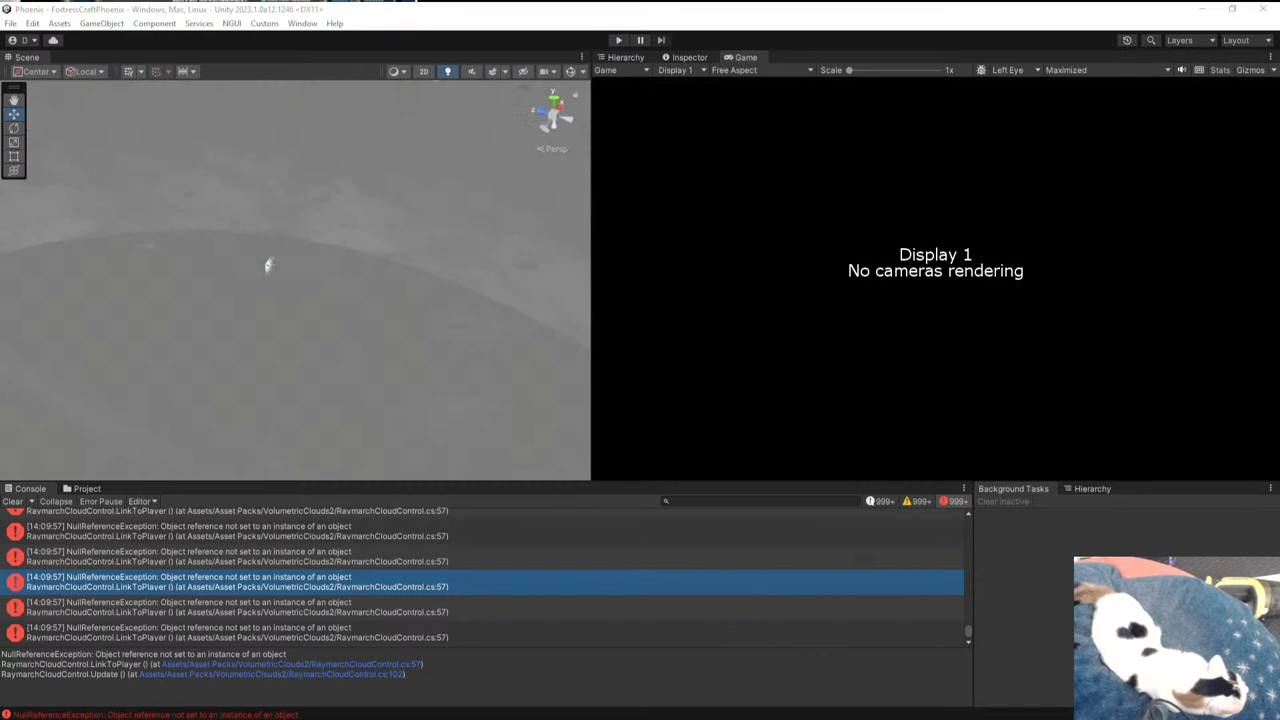 Phoenix - FortressCraftPhoenix - Windows, Mac, Linux - Unity 2023.1.0a12.1246 <DX11>
File Edit Assets GameObject Component Services NGUI Custom Window Help
D Layers Layout
Scene
Center Local 2D
y
z
Persp
Hierarchy Inspector Game
Game Display 1 Free Aspect Scale 1x Left Eye Maximized Stats Gizmos
Display 1
No cameras rendering
Console Project
Clear Collapse Error Pause Editor 999+ 999+ 999+
RaymarchCloudControl.LinkToPlayer () (at Assets/Asset Packs/VolumetricClouds2/RaymarchCloudControl.cs:57)
[14:09:57] NullReferenceException: Object reference not set to an instance of an object
RaymarchCloudControl.LinkToPlayer () (at Assets/Asset Packs/VolumetricClouds2/RaymarchCloudControl.cs:57)
[14:09:57] NullReferenceException: Object reference not set to an instance of an object
RaymarchCloudControl.LinkToPlayer () (at Assets/Asset Packs/VolumetricClouds2/RaymarchCloudControl.cs:57)
[14:09:57] NullReferenceException: Object reference not set to an instance of an object
RaymarchCloudControl.LinkToPlayer () (at Assets/Asset Packs/VolumetricClouds2/RaymarchCloudControl.cs:57)
[14:09:57] NullReferenceException: Object reference not set to an instance of an object
RaymarchCloudControl.LinkToPlayer () (at Assets/Asset Packs/VolumetricClouds2/RaymarchCloudControl.cs:57)
[14:09:57] NullReferenceException: Object reference not set to an instance of an object
RaymarchCloudControl.LinkToPlayer () (at Assets/Asset Packs/VolumetricClouds2/RaymarchCloudControl.cs:57)
NullReferenceException: Object reference not set to an instance of an object
RaymarchCloudControl.LinkToPlayer () (at Assets/Asset Packs/VolumetricClouds2/RaymarchCloudControl.cs:57)
RaymarchCloudControl.Update () (at Assets/Asset Packs/VolumetricClouds2/RaymarchCloudControl.cs:102)
NullReferenceException: Object reference not set to an instance of an object
Background Tasks Hierarchy
Clear Inactive